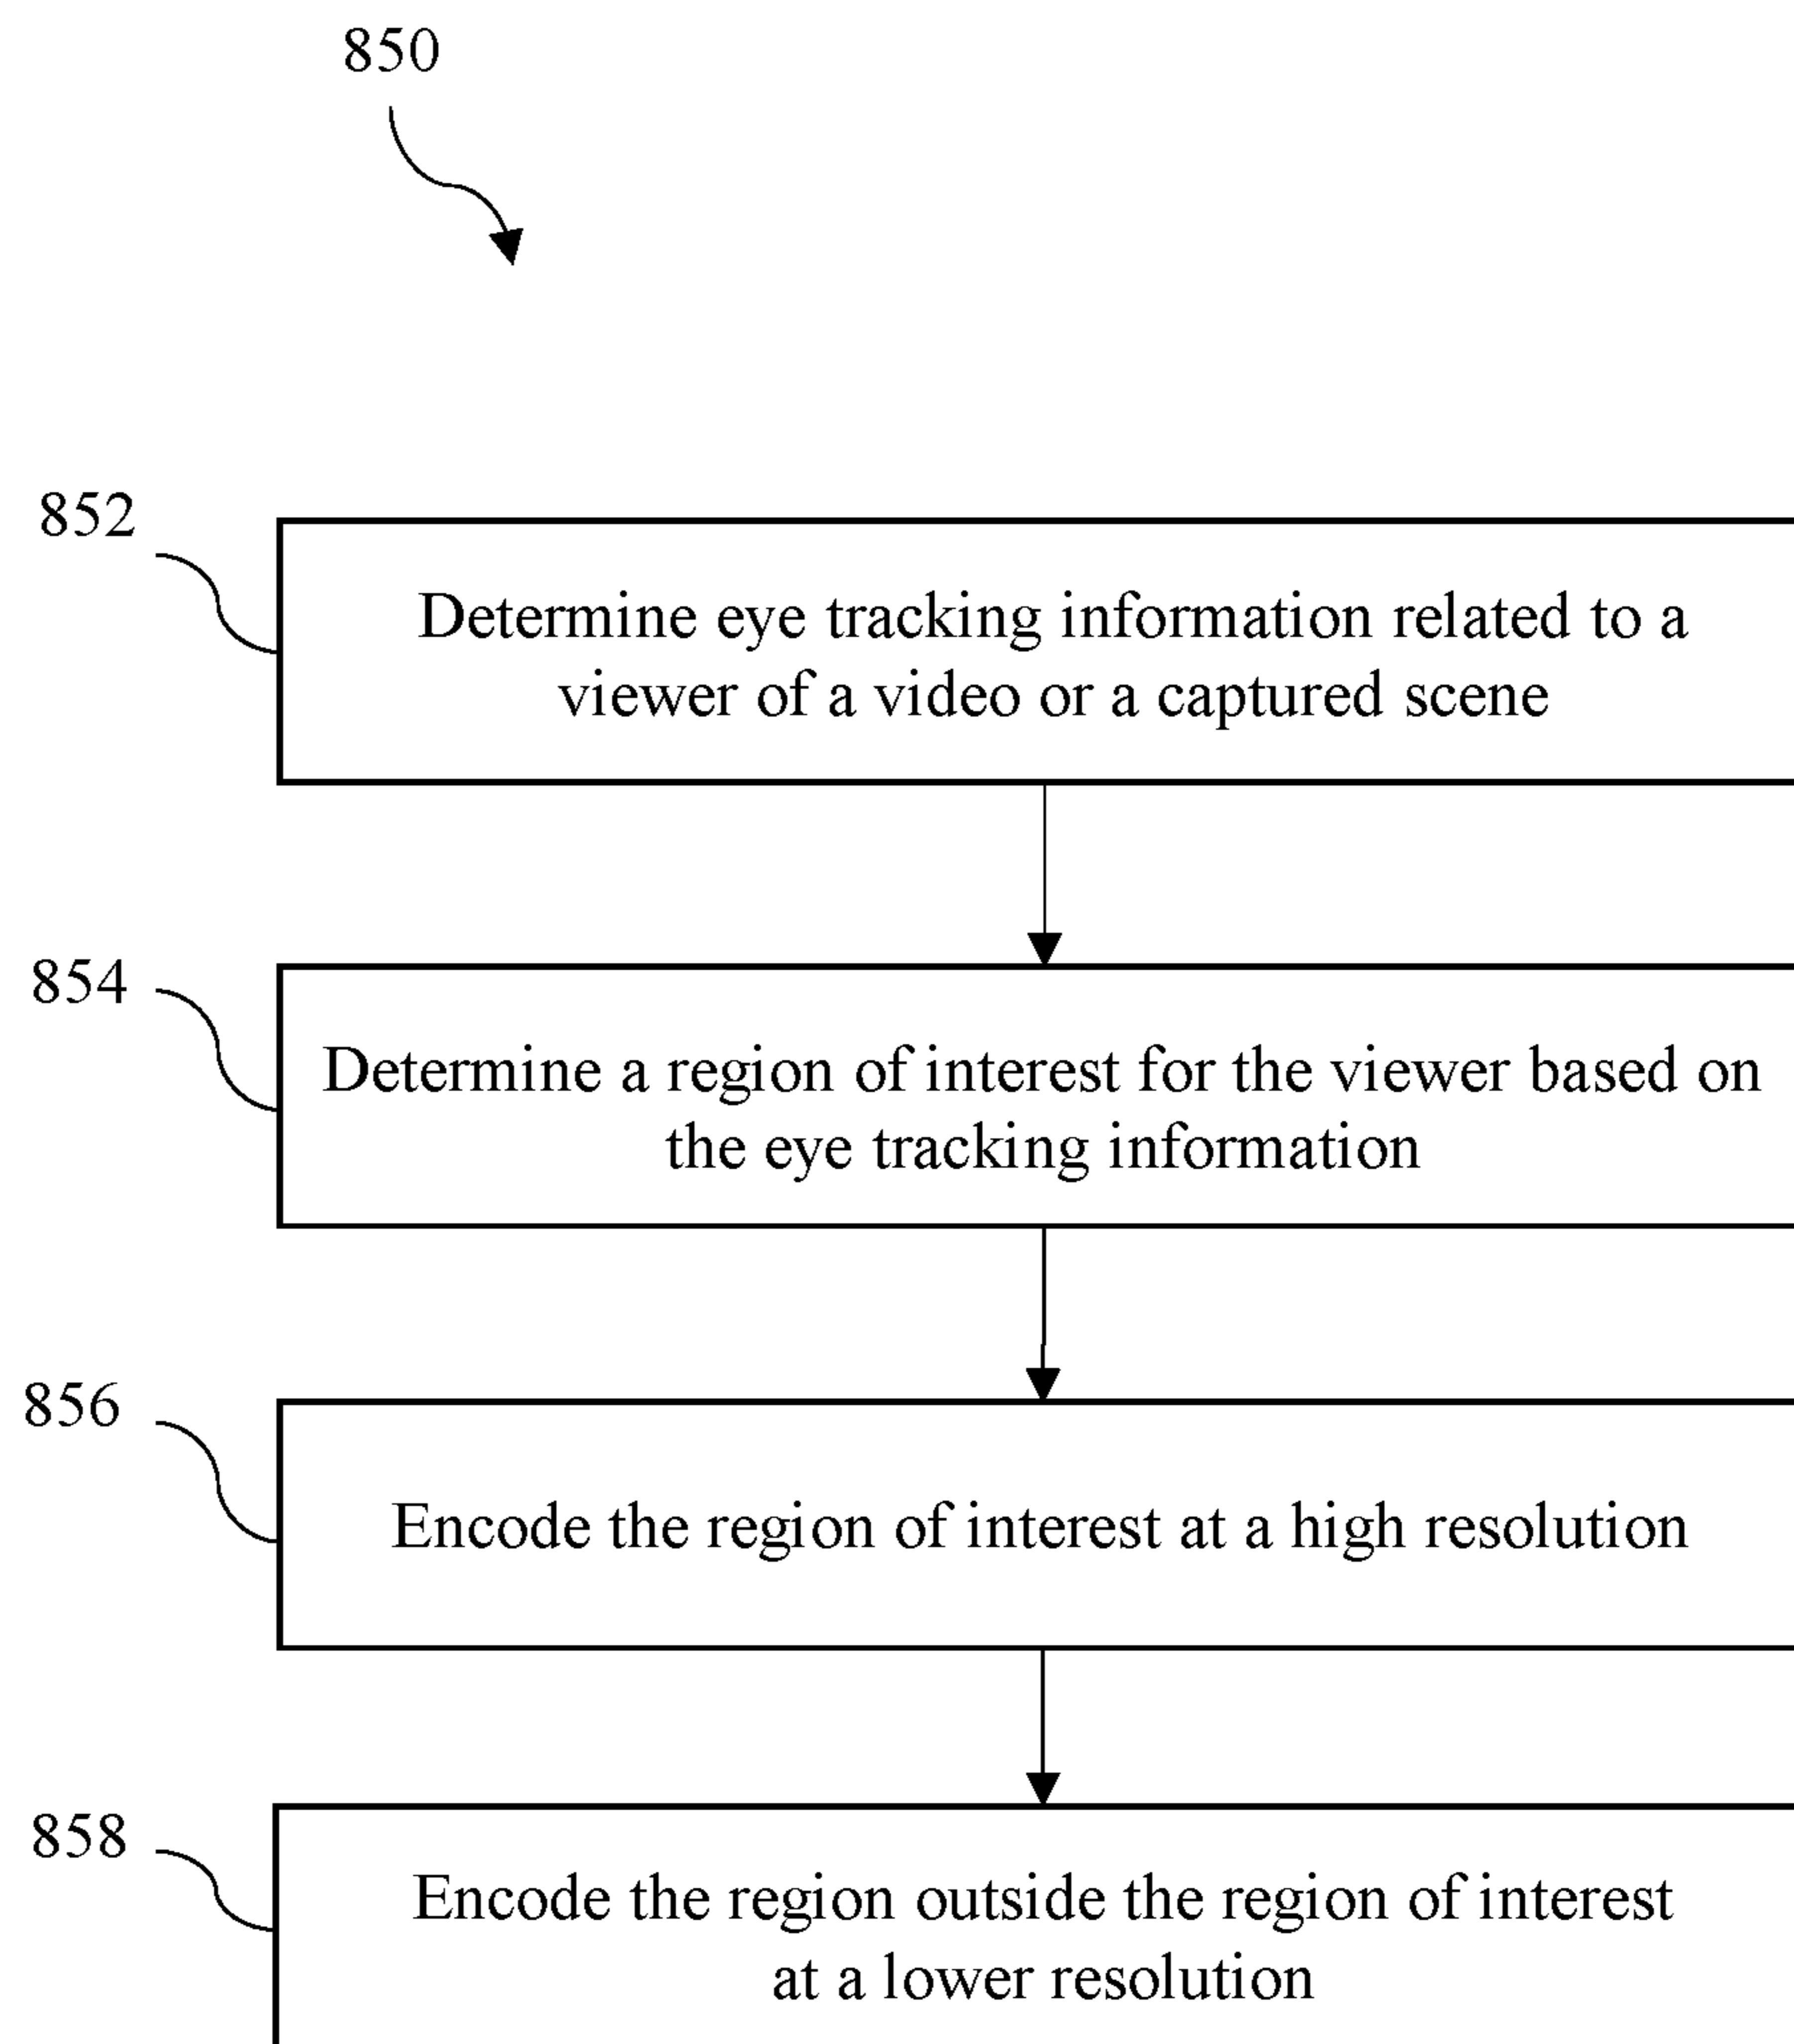 850
852
Determine eye tracking information related to a
viewer of a video or a captured scene
854
Determine a region of interest for the viewer based on
the eye tracking information
856
Encode the region of interest at a high resolution
858
Encode the region outside the region of interest
at a lower resolution